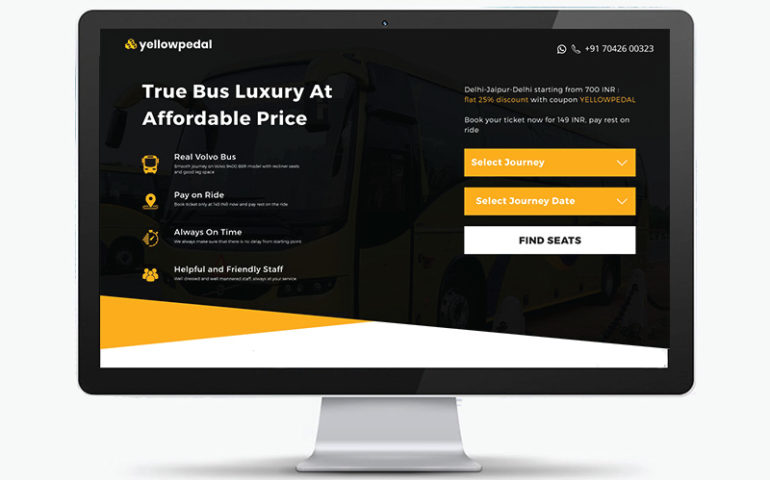 yellowpedal
+91 70426 00323
True Bus Luxury At
Affordable Price
Real Volvo Bus
Smooth journey on Volvo 9400 B8R model with recliner seats
and good leg space
Pay on Ride
Book ticket only at 149 INR now and pay rest on the ride
Always On Time
We always make sure that there is no delay from starting point
Helpful and Friendly Staff
Well dressed and well mannered staff, always at your service
Delhi-Jaipur-Delhi starting from 700 INR :
flat 25% discount with coupon YELLOWPEDAL
Book your ticket now for 149 INR, pay rest on
ride
Select Journey
Select Journey Date
FIND SEATS